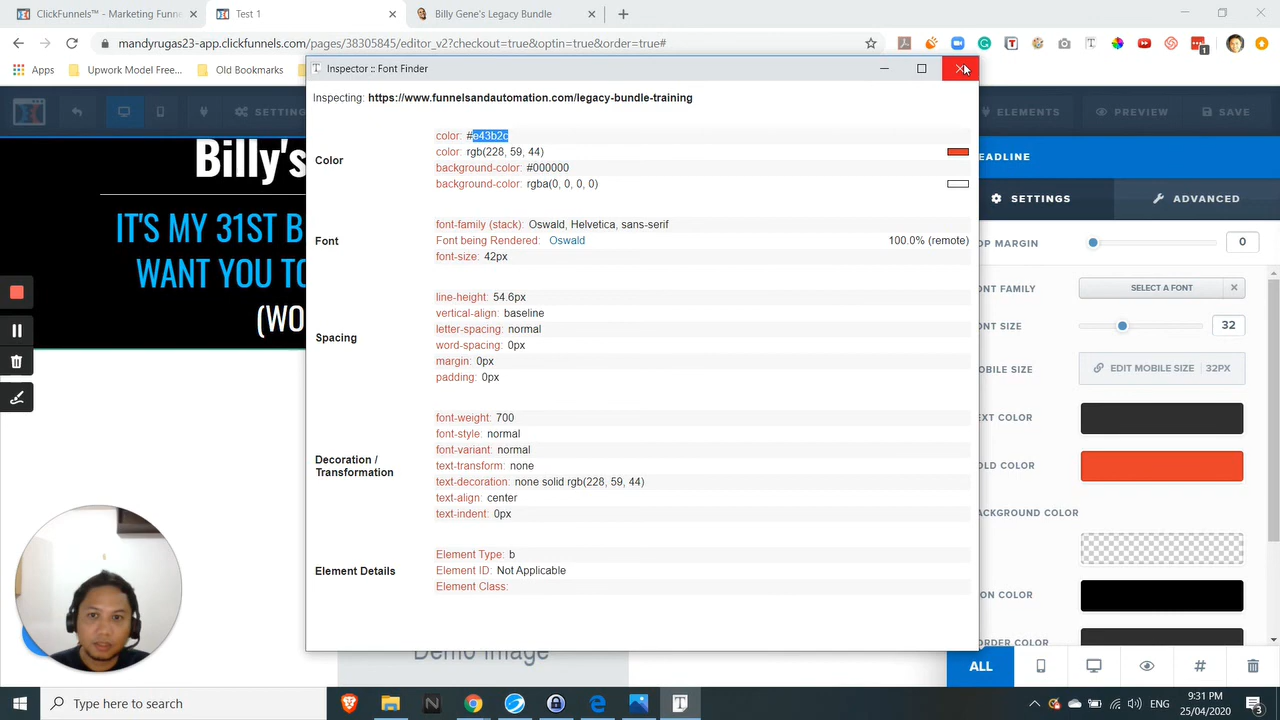 ClickFunnels™ - Marketing Funn
Test 1
Billy Gene's Legacy Bundle
mandyrugas23-app.clickfunnels.com/pages/38305845/editor_v2?checkout=true&optin=true&order=true#
Apps
Upwork Model Free...
Old Bookmarks
Inspector :: Font Finder
Inspecting: https://www.funnelsandautomation.com/legacy-bundle-training
SETTING
ELEMENTS
PREVIEW
SAVE
Billy's
IT'S MY 31ST B
WANT YOU TO
(WO
Color
color: #e43b2c
color: rgb(228, 59, 44)
background-color: #000000
background-color: rgba(0, 0, 0, 0)
Font
font-family (stack): Oswald, Helvetica, sans-serif
Font being Rendered: Oswald 100.0% (remote)
font-size: 42px
Spacing
line-height: 54.6px
vertical-align: baseline
letter-spacing: normal
word-spacing: 0px
margin: 0px
padding: 0px
Decoration /
Transformation
font-weight: 700
font-style: normal
font-variant: normal
text-transform: none
text-decoration: none solid rgb(228, 59, 44)
text-align: center
text-indent: 0px
Element Details
Element Type: b
Element ID: Not Applicable
Element Class:
EADLINE
SETTINGS
ADVANCED
OP MARGIN
0
ONT FAMILY
SELECT A FONT
ONT SIZE
32
OBILE SIZE
EDIT MOBILE SIZE 32PX
EXT COLOR
OLD COLOR
ACKGROUND COLOR
ON COLOR
ORDER COLOR
Demo Image
ALL
#
Type here to search
ENG
9:31 PM
25/04/2020
3